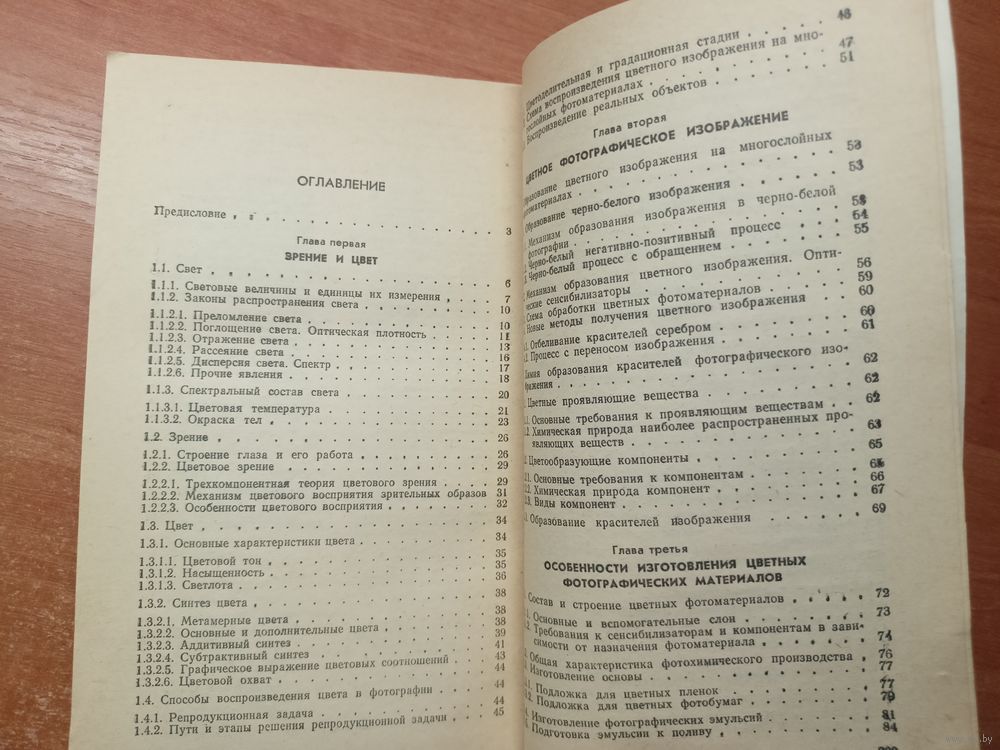 ОГЛАВЛЕНИЕ
Предисловие 3
Глава первая
ЗРЕНИЕ И ЦВЕТ
1.1. Свет 6
1.1.1. Световые величины и единицы их измерения 7
1.1.2. Законы распространения света 10
1.1.2.1. Преломление света 10
1.1.2.2. Поглощение света. Оптическая плотность 11
1.1.2.3. Отражение света 13
1.1.2.4. Рассеяние света 16
1.1.2.5. Дисперсия света. Спектр 17
1.1.2.6. Прочие явления 18
1.1.3. Спектральный состав света 20
1.1.3.1. Цветовая температура 21
1.1.3.2. Окраска тел 23
1.2. Зрение 26
1.2.1. Строение глаза и его работа 26
1.2.2. Цветовое зрение 29
1.2.2.1. Трехкомпонентная теория цветового зрения 29
1.2.2.2. Механизм цветового восприятия зрительных образов 31
1.2.2.3. Особенности цветового восприятия 32
1.3. Цвет 34
1.3.1. Основные характеристики цвета 34
1.3.1.1. Цветовой тон 35
1.3.1.2. Насыщенность 35
1.3.1.3. Светлота 36
1.3.2. Синтез цвета 38
1.3.2.1. Метамерные цвета 38
1.3.2.2. Основные и дополнительные цвета 38
1.3.2.3. Аддитивный синтез 39
1.3.2.4. Субтрактивный синтез 41
1.3.2.5. Графическое выражение цветовых соотношений 43
1.3.2.6. Цветовой охват 44
1.4. Способы воспроизведения цвета в фотографии 44
1.4.1. Репродукционная задача 44
1.4.2. Пути и этапы решения репродукционной задачи 45
Цветоделительная и градационная стадии 46
Схема воспроизведения цветного изображения на мно-
гослойных фотоматериалах 47
Воспроизведение реальных объектов 51
Глава вторая
ЦВЕТНОЕ ФОТОГРАФИЧЕСКОЕ ИЗОБРАЖЕНИЕ
Образование цветного изображения на многослойных
фотоматериалах 53
Образование черно-белого изображения 53
Механизм образования изображения в черно-белой
фотографии 53
Черно-белый негативно-позитивный процесс 54
Черно-белый процесс с обращением 55
Механизм образования цветного изображения. Опти-
ческие сенсибилизаторы 56
Схема обработки цветных фотоматериалов 59
Новые методы получения цветного изображения 60
Отбеливание красителей серебром 60
Процесс с переносом изображения 61
Химия образования красителей фотографического изо-
бражения 62
Цветные проявляющие вещества 62
Основные требования к проявляющим веществам 62
Химическая природа наиболее распространенных про-
являющих веществ 63
Цветообразующие компоненты 65
Основные требования к компонентам 65
Химическая природа компонент 66
Виды компонент 67
Образование красителей изображения 69
Глава третья
ОСОБЕННОСТИ ИЗГОТОВЛЕНИЯ ЦВЕТНЫХ
ФОТОГРАФИЧЕСКИХ МАТЕРИАЛОВ
Состав и строение цветных фотоматериалов 72
Основные и вспомогательные слои 73
Требования к сенсибилизаторам и компонентам в зави-
симости от назначения фотоматериала 74
Общая характеристика фотохимического производства 76
Изготовление основы 77
Подложка для цветных пленок 77
Подложка для цветных фотобумаг 79
Изготовление фотографических эмульсий 81
Подготовка эмульсии к поливу 84